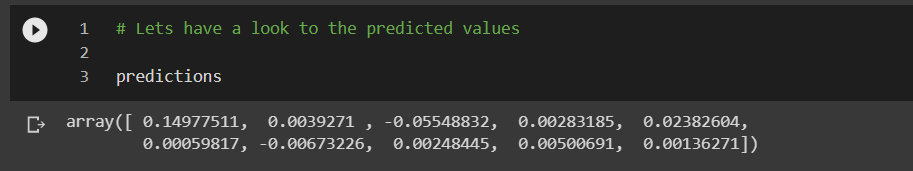 1 # Lets have a look to the predicted values
2
3 predictions
array([ 0.14977511,  0.0039271 , -0.05548832,  0.00283185,  0.02382604,
0.00059817, -0.00673226,  0.00248445,  0.00500691,  0.00136271])